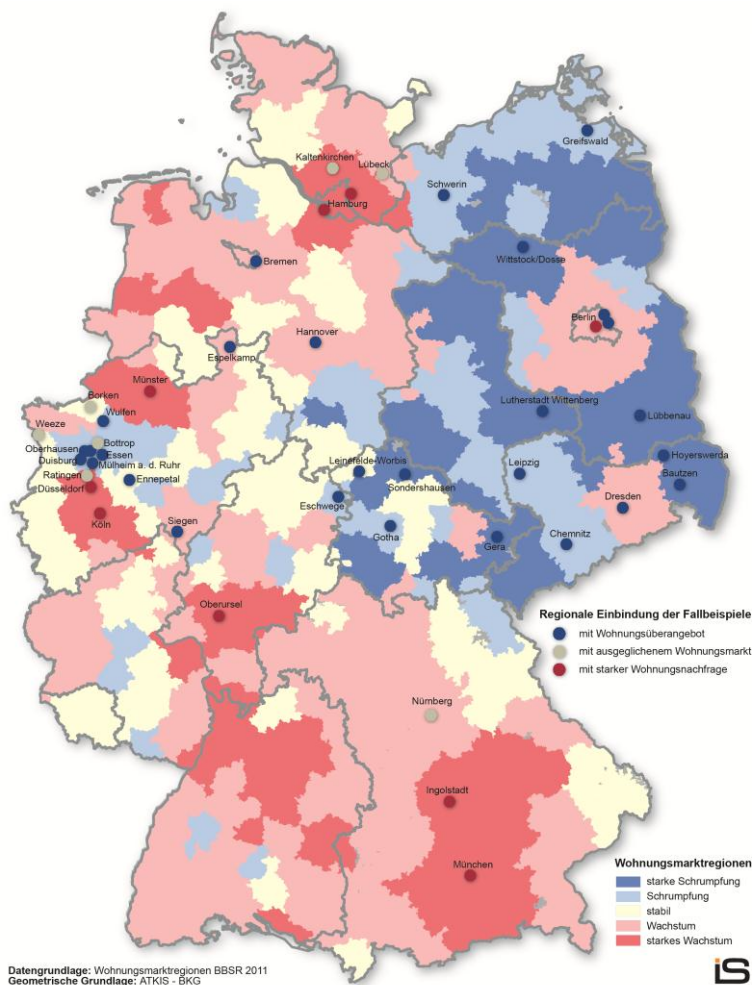 Kaltenkirchen
Lübeck
Greifswald
Schwerin
Hamburg
Bremen
Wittstock/Dosse
Berlin
Hannover
Espelkamp
Münster
Borken
Wolfen
Lutherstadt Wittenberg
Lübbenau
Weeze
Bottrop
Oberhausen
Essen
Duisburg
Mülheim a. d. Ruhr
Ratingen
Ennepetal
Düsseldorf
Leinefelde-Worbis
Sondershausen
Leipzig
Hoyerswerda
Bautzen
Eschwege
Dresden
Köln
Siegen
Gotha
Gera
Chemnitz
Oberursel
Regionale Einbindung der Fallbeispiele
mit Wohnungsüberangebot
mit ausgeglichenem Wohnungsmarkt
mit starker Wohnungsnachfrage
Nürnberg
Ingolstadt
München
Wohnungsmarktregionen
starke Schrumpfung
Schrumpfung
stabil
Wachstum
starkes Wachstum
Datengrundlage: Wohnungsmarktregionen BBSR 2011
Geometrische Grundlage: ATKIS - BKG
iS